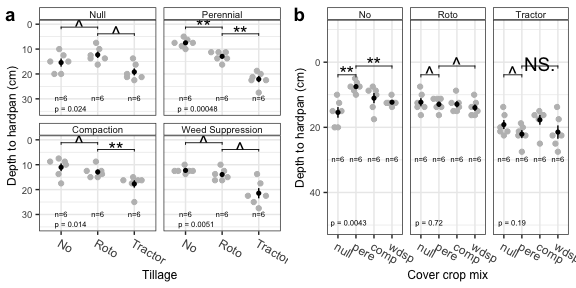 a
Null
Perennial
^
^
**
**
n=6
n=6
n=6
n=6
n=6
n=6
p = 0.024
p = 0.00048
Compaction
Weed Suppression
^
**
^
^
n=6
n=6
n=6
n=6
n=6
n=6
p = 0.014
p = 0.0051
0
10
20
30
0
10
20
30
Depth to hardpan (cm)
No
Roto
Tractor
No
Roto
Tractor
Tillage
b
No
Roto
Tractor
**
**
^
^
^
NS.
n=6
n=6
n=6
n=6
n=6
n=6
n=6
n=6
n=6
n=6
n=6
n=6
p = 0.0043
p = 0.72
p = 0.19
0
20
40
Depth to hardpan (cm)
null
pere
comp
wdsp
null
pere
comp
wdsp
null
pere
comp
wdsp
Cover crop mix